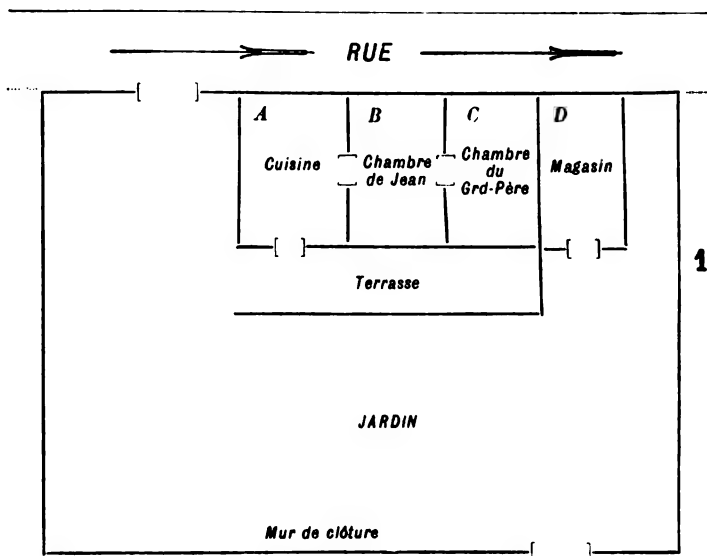 RUE
A
B
C
D
Cuisine
Chambre
de Jean
Chambre
du
Grd-Père
Magasin
1
Terrasse
JARDIN
Mur de clôture